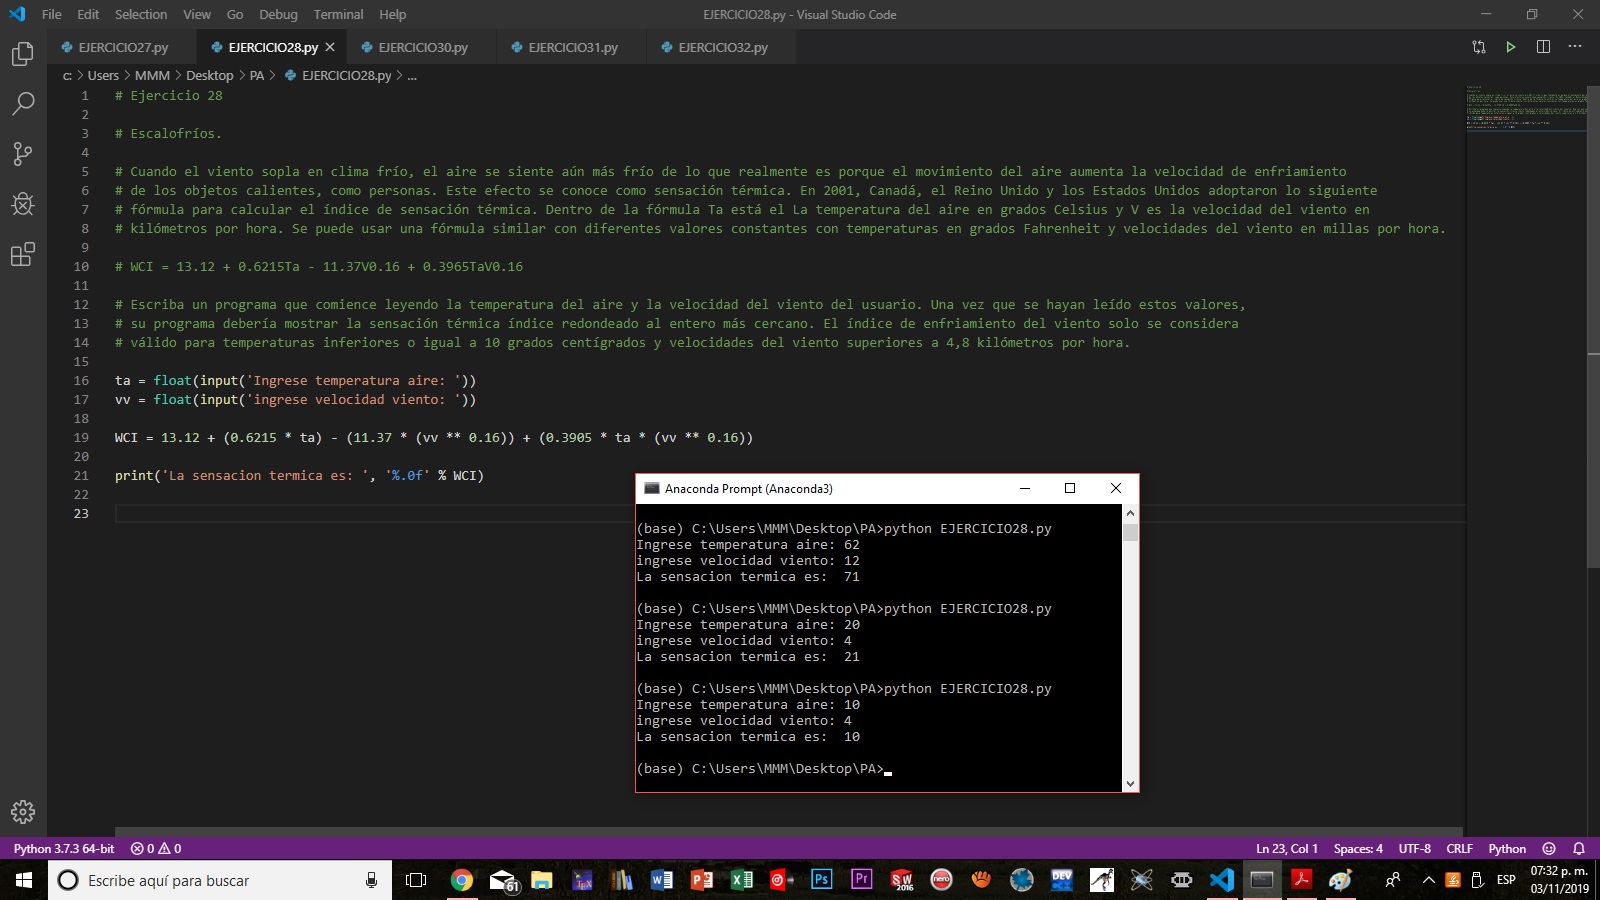 File Edit Selection View Go Debug Terminal Help
EJERCICIO28.py - Visual Studio Code
EJERCICIO27.py EJERCICIO28.py EJERCICIO30.py EJERCICIO31.py EJERCICIO32.py
c: > Users > MMM > Desktop > PA > EJERCICIO28.py > ...
1 # Ejercicio 28
2
3 # Escalofríos.
4
5 # Cuando el viento sopla en clima frío, el aire se siente aún más frío de lo que realmente es porque el movimiento del aire aumenta la velocidad de enfriamiento
6 # de los objetos calientes, como personas. Este efecto se conoce como sensación térmica. En 2001, Canadá, el Reino Unido y los Estados Unidos adoptaron lo siguiente
7 # fórmula para calcular el índice de sensación térmica. Dentro de la fórmula Ta está el La temperatura del aire en grados Celsius y V es la velocidad del viento en
8 # kilómetros por hora. Se puede usar una fórmula similar con diferentes valores constantes con temperaturas en grados Fahrenheit y velocidades del viento en millas por hora.
9
10 # WCI = 13.12 + 0.6215Ta - 11.37V0.16 + 0.3965TaV0.16
11
12 # Escriba un programa que comience leyendo la temperatura del aire y la velocidad del viento del usuario. Una vez que se hayan leído estos valores,
13 # su programa debería mostrar la sensación térmica índice redondeado al entero más cercano. El índice de enfriamiento del viento solo se considera
14 # válido para temperaturas inferiores o igual a 10 grados centígrados y velocidades del viento superiores a 4,8 kilómetros por hora.
15
16 ta = float(input('Ingrese temperatura aire: '))
17 vv = float(input('ingrese velocidad viento: '))
18
19 WCI = 13.12 + (0.6215 * ta) - (11.37 * (vv ** 0.16)) + (0.3905 * ta * (vv ** 0.16))
20
21 print('La sensacion termica es: ', '%.0f' % WCI)
22
23
Anaconda Prompt (Anaconda3)
(base) C:\Users\MMM\Desktop\PA>python EJERCICIO28.py
Ingrese temperatura aire: 62
ingrese velocidad viento: 12
La sensacion termica es:  71
(base) C:\Users\MMM\Desktop\PA>python EJERCICIO28.py
Ingrese temperatura aire: 20
ingrese velocidad viento: 4
La sensacion termica es:  21
(base) C:\Users\MMM\Desktop\PA>python EJERCICIO28.py
Ingrese temperatura aire: 10
ingrese velocidad viento: 4
La sensacion termica es:  10
(base) C:\Users\MMM\Desktop\PA>
Python 3.7.3 64-bit 0 0 Ln 23, Col 1 Spaces: 4 UTF-8 CRLF Python
Escribe aquí para buscar
61
TEX
Ps
Pr
SW 2016
nero
DEV
ESP
07:32 p. m.
03/11/2019